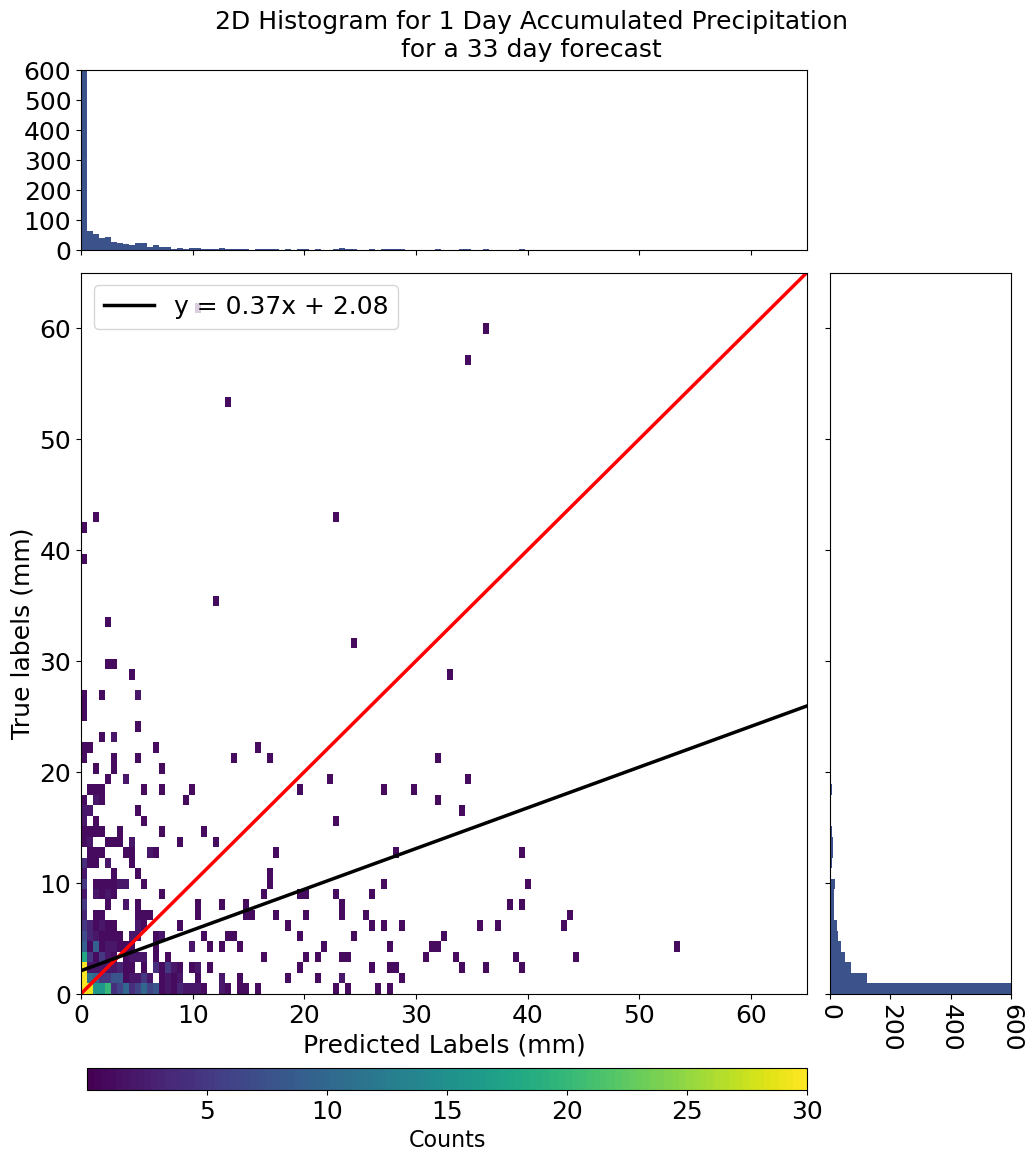 2D Histogram for 1 Day Accumulated Precipitation
for a 33 day forecast
600
500
400
300
200
100
0
y = 0.37x + 2.08
60
50
40
30
20
10
0
True labels (mm)
0 10 20 30 40 50 60
Predicted Labels (mm)
0 200 400 600
5 10 15 20 25 30
Counts